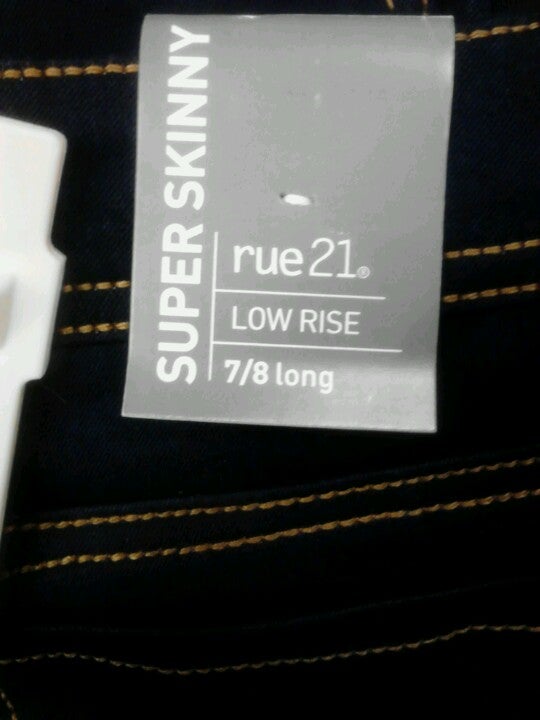 SUPER SKINNY
rue21®
LOW RISE
7/8 long